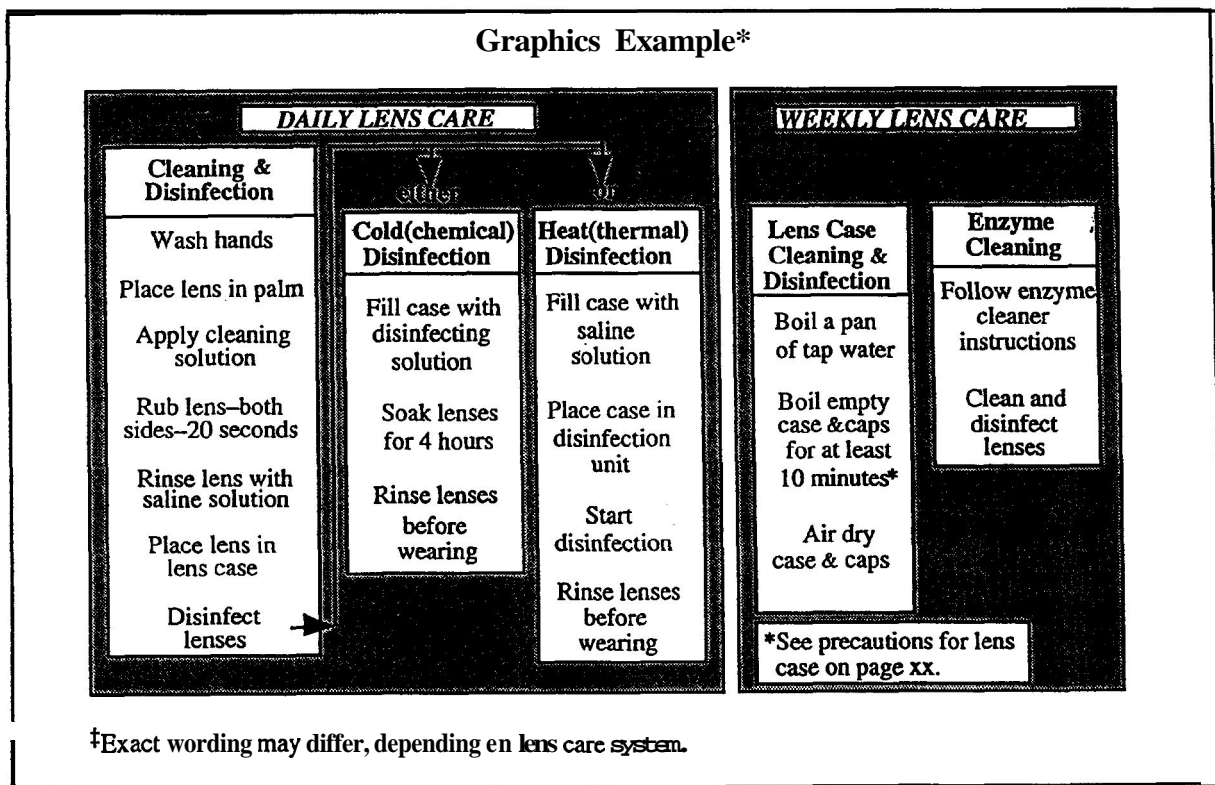 Graphics Example*
DAILY LENS CARE
Cleaning &
Disinfection
Wash hands
Place lens in palm
Apply cleaning
solution
Rub lens–both
sides–20 seconds
Rinse lens with
saline solution
Place lens in
lens case
Disinfect
lenses
either
Cold(chemical)
Disinfection
Fill case with
disinfecting
solution
Soak lenses
for 4 hours
Rinse lenses
before
wearing
or
Heat(thermal)
Disinfection
Fill case with
saline
solution
Place case in
disinfection
unit
Start
disinfection
Rinse lenses
before
wearing
WEEKLY LENS CARE
Lens Case
Cleaning &
Disinfection
Boil a pan
of tap water
Boil empty
case &caps
for at least
10 minutes*
Air dry
case & caps
Enzyme
Cleaning
Follow enzyme
cleaner
instructions
Clean and
disinfect
lenses
*See precautions for lens
case on page xx.
‡Exact wording may differ, depending en lens care system.